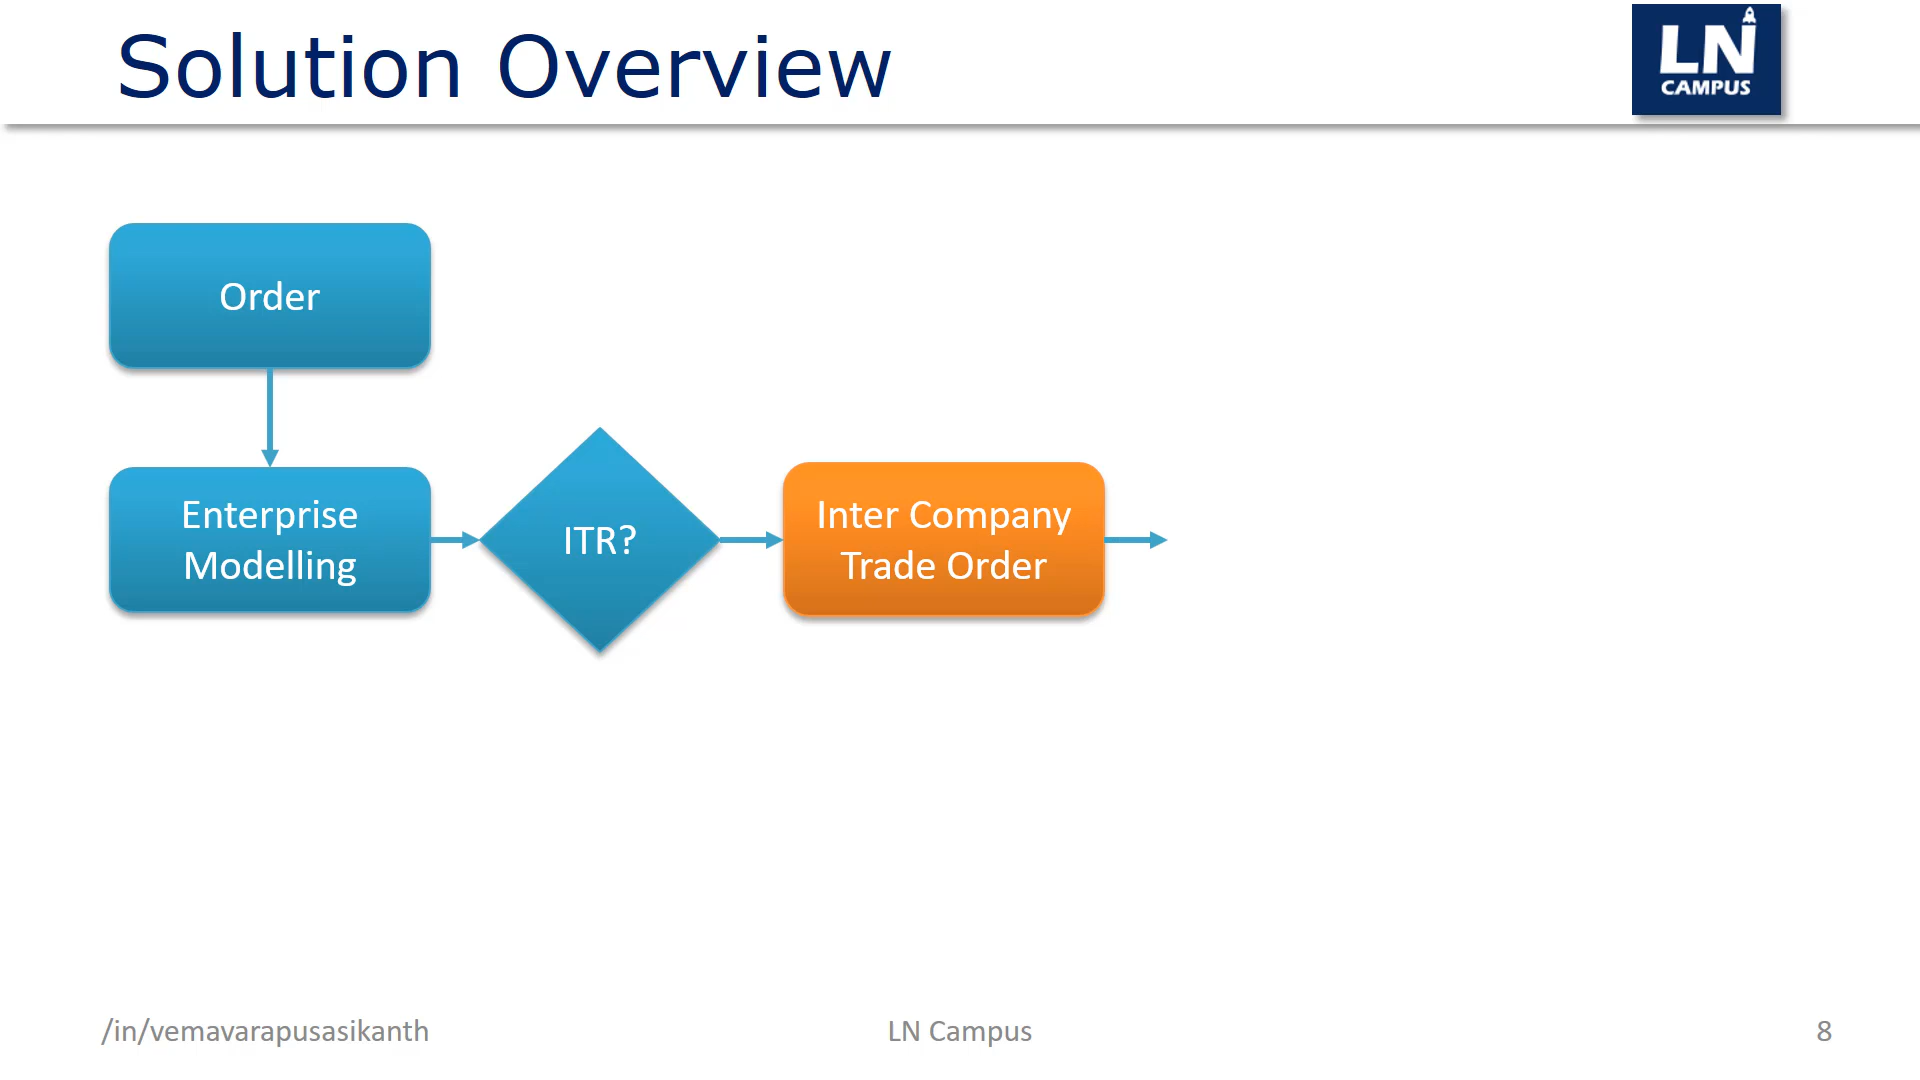 Solution Overview
LN
CAMPUS
Order
Enterprise
Modelling
ITR?
Inter Company
Trade Order
/in/vemavarapusasikanth
LN Campus
8